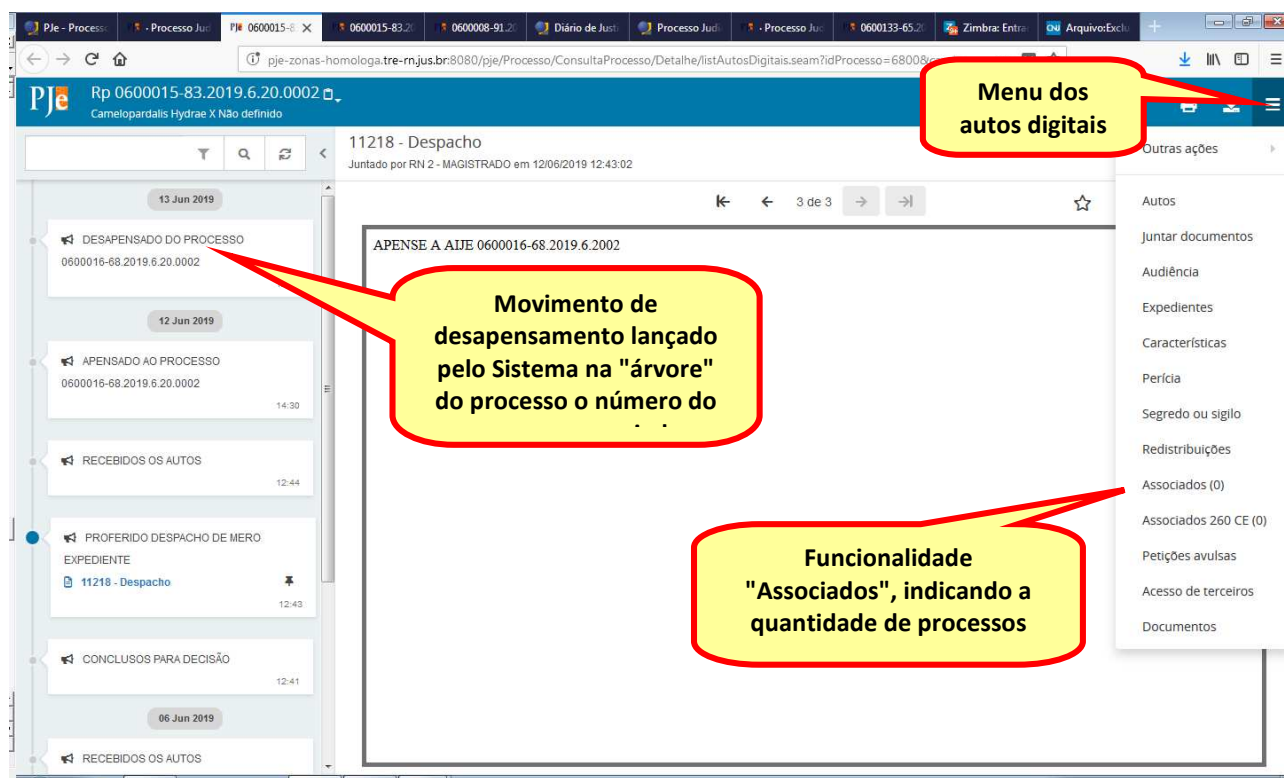 PJe - Processo
- Processo Jud
PJe 0600015-8
0600015-83.20
0600008-91.20
Diário de Justi
Processo Judi
- Processo Jud
0600133-65.20
Zimbra: Entra
Arquivo:Exclu
pje-zonas-homologa.tre-rn.jus.br:8080/pje/Processo/ConsultaProcesso/Detalhe/listAutosDigitais.seam?idProcesso=6800&
PJe
Rp 0600015-83.2019.6.20.0002
Camelopardalis Hydrae X Não definido
Menu dos
autos digitais
11218 - Despacho
Juntado por RN 2 - MAGISTRADO em 12/06/2019 12:43:02
3 de 3
13 Jun 2019
DESAPENSADO DO PROCESSO
0600016-68.2019.6.20.0002
12 Jun 2019
APENSADO AO PROCESSO
0600016-68.2019.6.20.0002
14:30
RECEBIDOS OS AUTOS
12:44
PROFERIDO DESPACHO DE MERO
EXPEDIENTE
11218 - Despacho
12:43
CONCLUSOS PARA DECISÃO
12:41
06 Jun 2019
RECEBIDOS OS AUTOS
APENSE A AIJE 0600016-68.2019.6.2002
Movimento de
desapensamento lançado
pelo Sistema na "árvore"
do processo o número do
Funcionalidade
"Associados", indicando a
quantidade de processos
Outras ações
Autos
Juntar documentos
Audiência
Expedientes
Características
Perícia
Segredo ou sigilo
Redistribuições
Associados (0)
Associados 260 CE (0)
Petições avulsas
Acesso de terceiros
Documentos